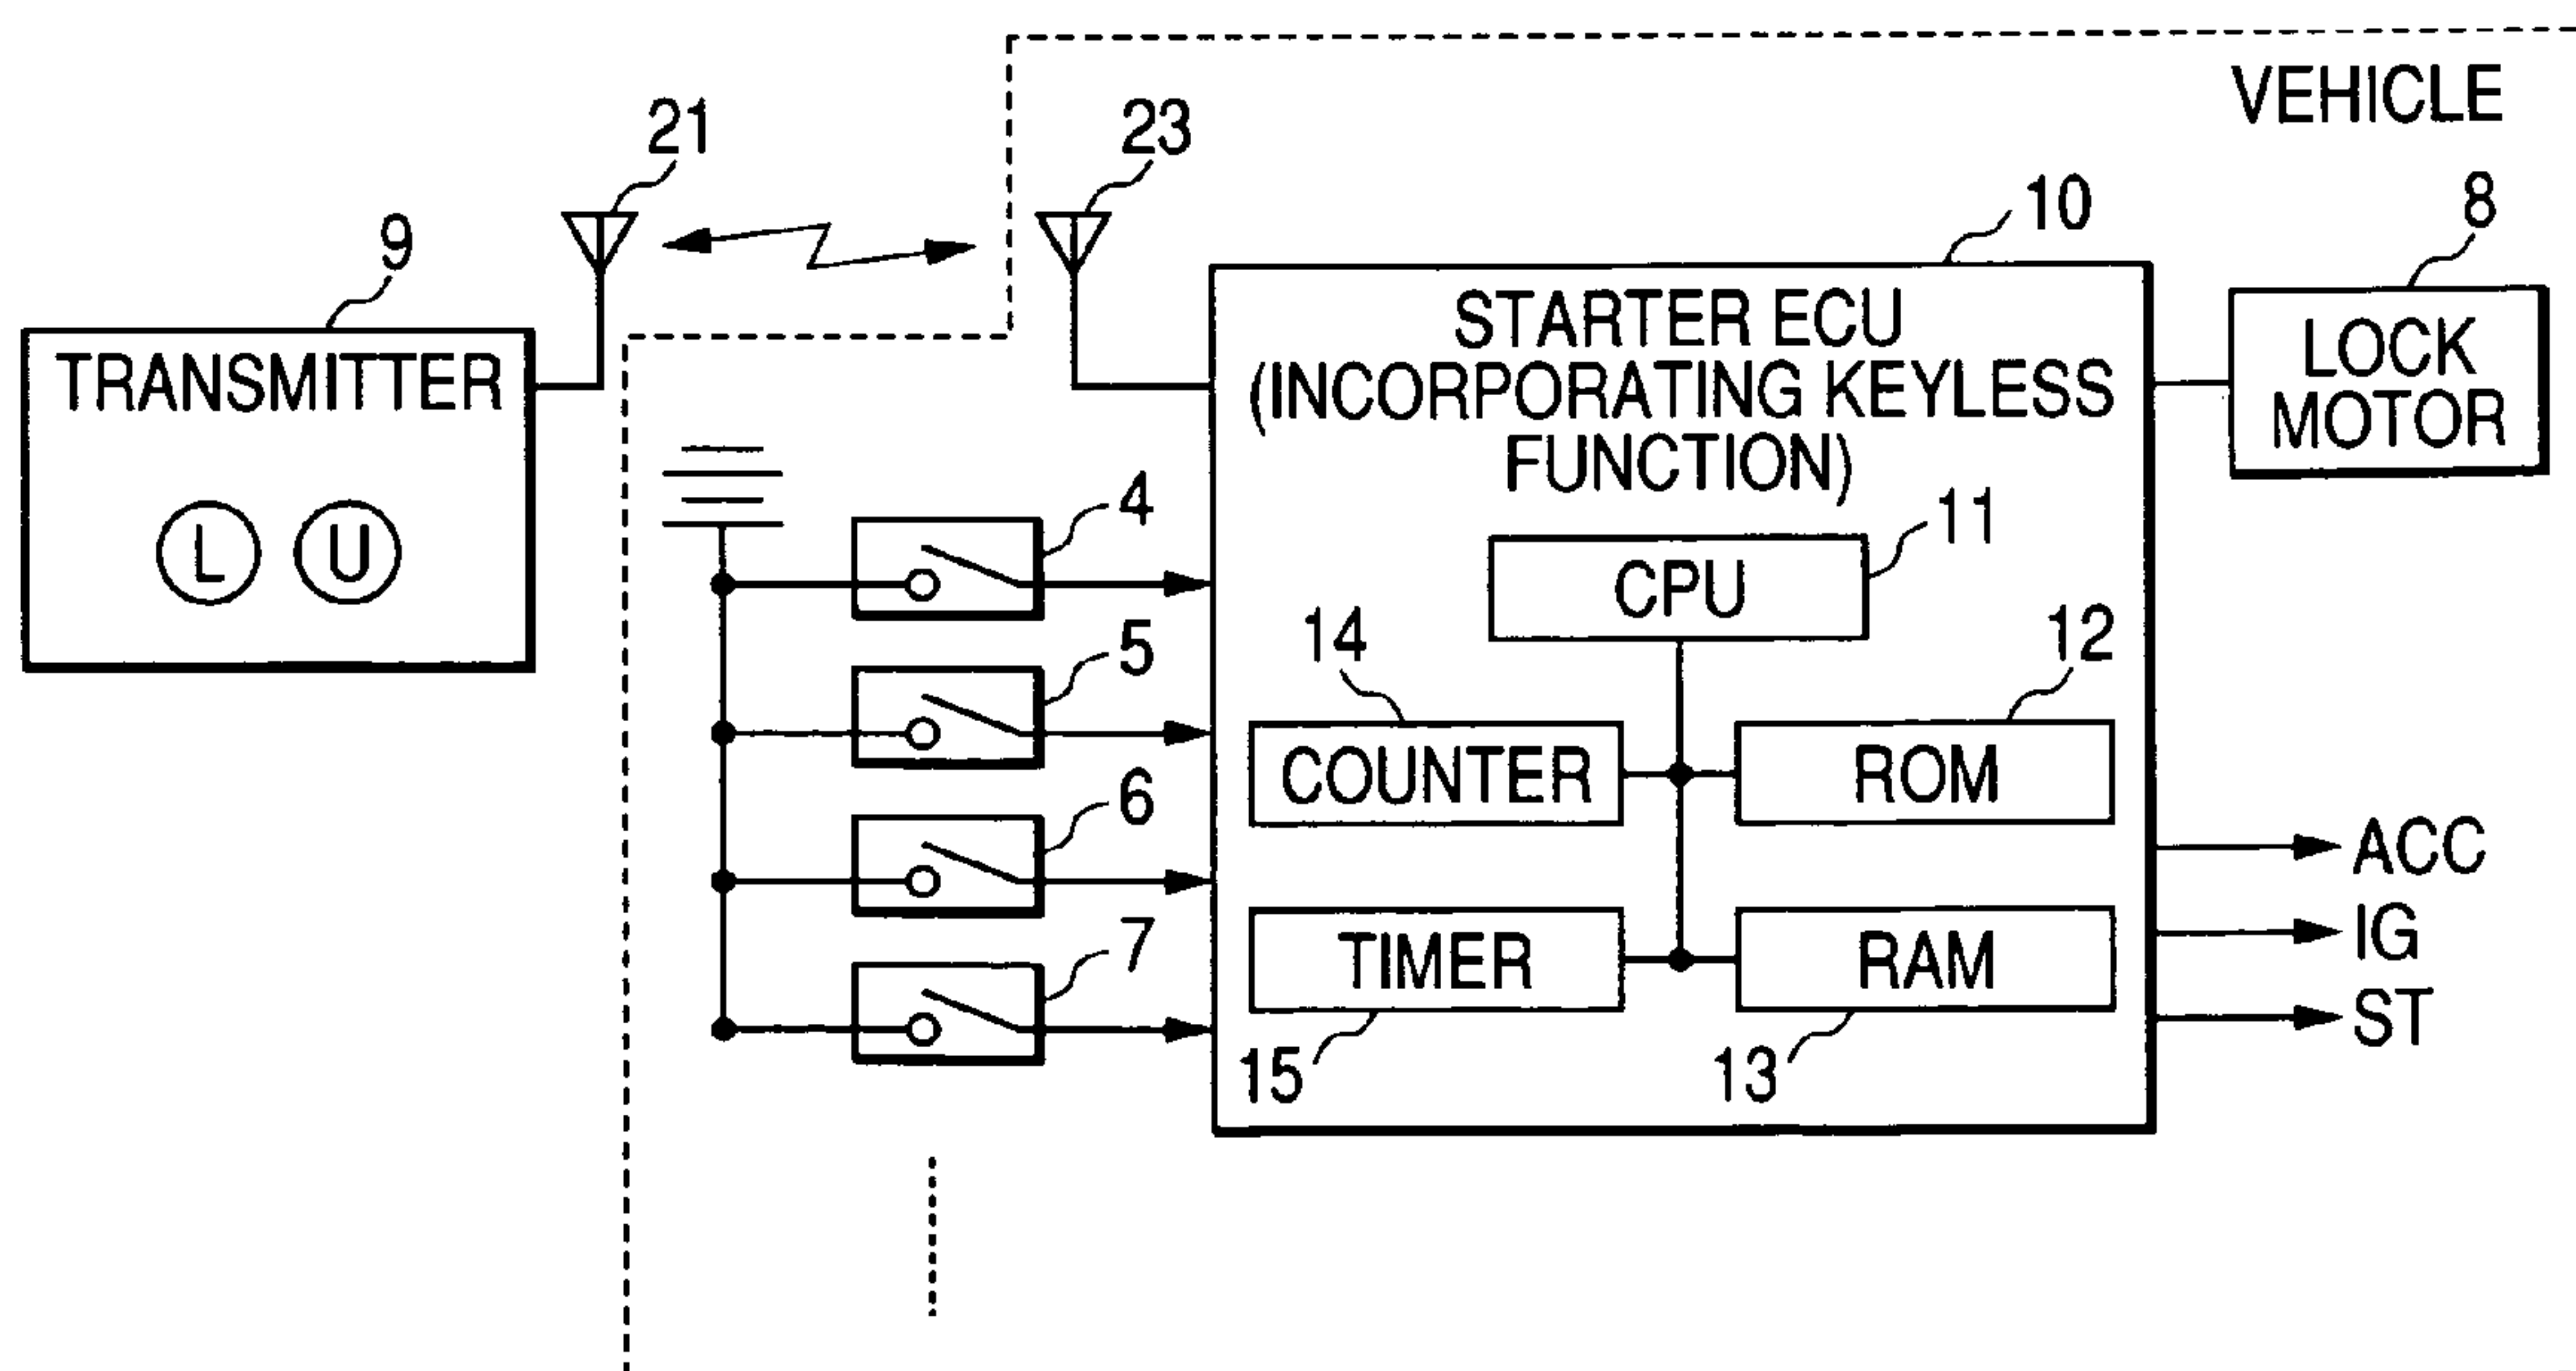 VEHICLE
21
23
9
10
8
TRANSMITTER
L U
STARTER ECU
(INCORPORATING KEYLESS
FUNCTION)
LOCK
MOTOR
4
5
6
7
11
CPU
14
12
COUNTER
ROM
TIMER
RAM
15
13
ACC
IG
ST